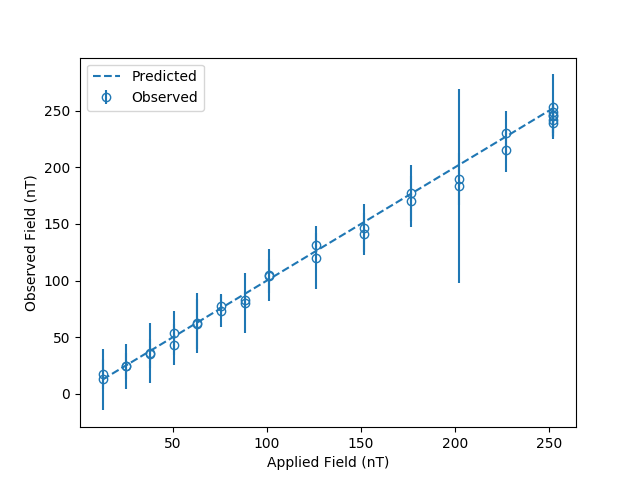 Predicted
Observed
250
200
150
100
50
0
Observed Field (nT)
50 100 150 200 250
Applied Field (nT)